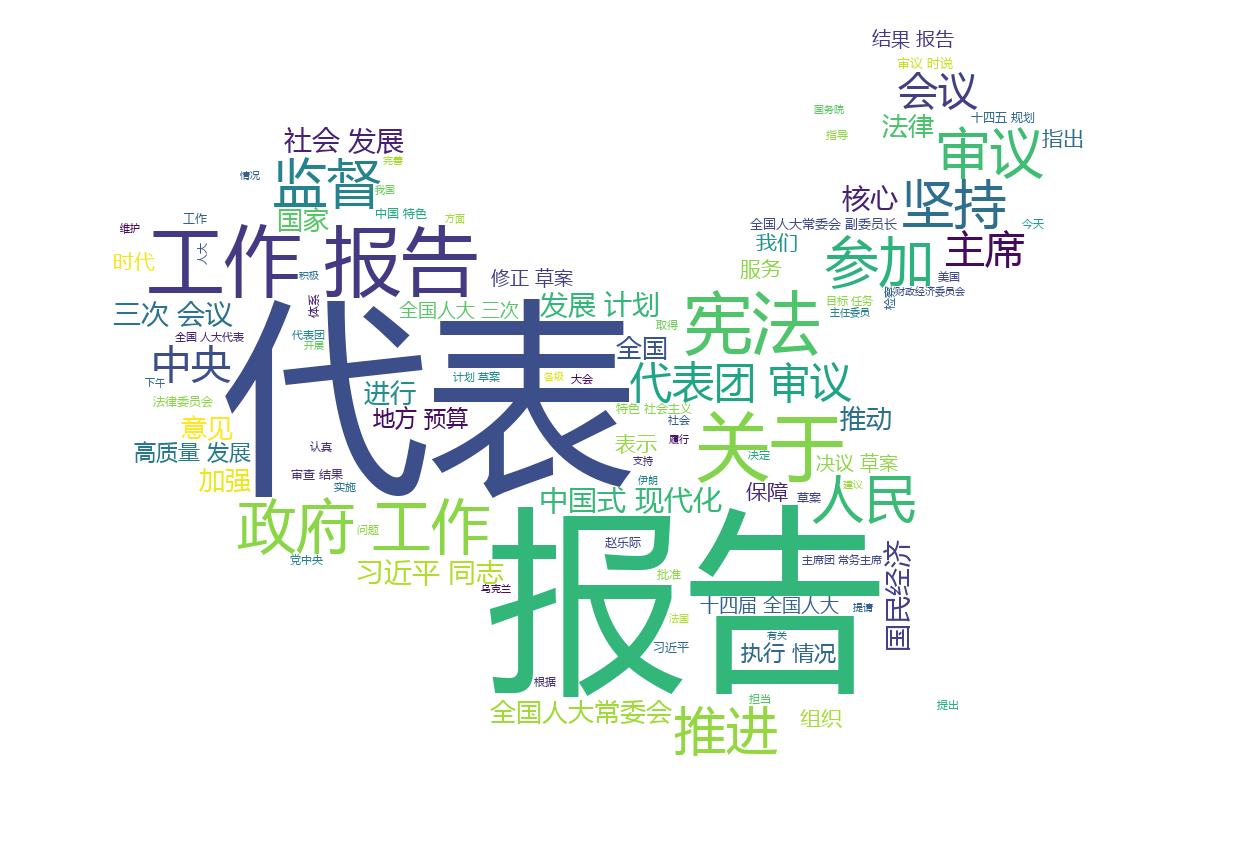 结果 报告
审议 时说
会议
国务院
十四五 规划
法律
指导
审议
指出
社会 发展
完善
监督
情况
我国
核心
坚持
国家
中国 特色
方面
工作
维护
全国人大常委会 副委员长
今天
我们
参加
主席
人大
工作 报告
时代
服务
积极
修正 草案
美国
财政经济委员会
检察
目标 任务
主任委员
体系
三次 会议
全国人大 三次
发展 计划
宪法
取得
全国 人大代表
代表团
开展
代表
全国
中央
下午
进行
计划 草案
各级
大会
代表团 审议
法律委员会
地方 预算
特色 社会主义
社会
推动
意见
认真
表示
履行
关于
高质量 发展
支持
决定
决议 草案
加强
审查 结果
实施
伊朗
保障
草案
建议
人民
中国式 现代化
政府 工作
问题
赵乐际
党中央
习近平 同志
主席团 常务主席
国民经济
乌克兰
批准
报告
十四届 全国人大
提请
法国
有关
习近平
执行 情况
根据
担当
提出
全国人大常委会
推进
组织